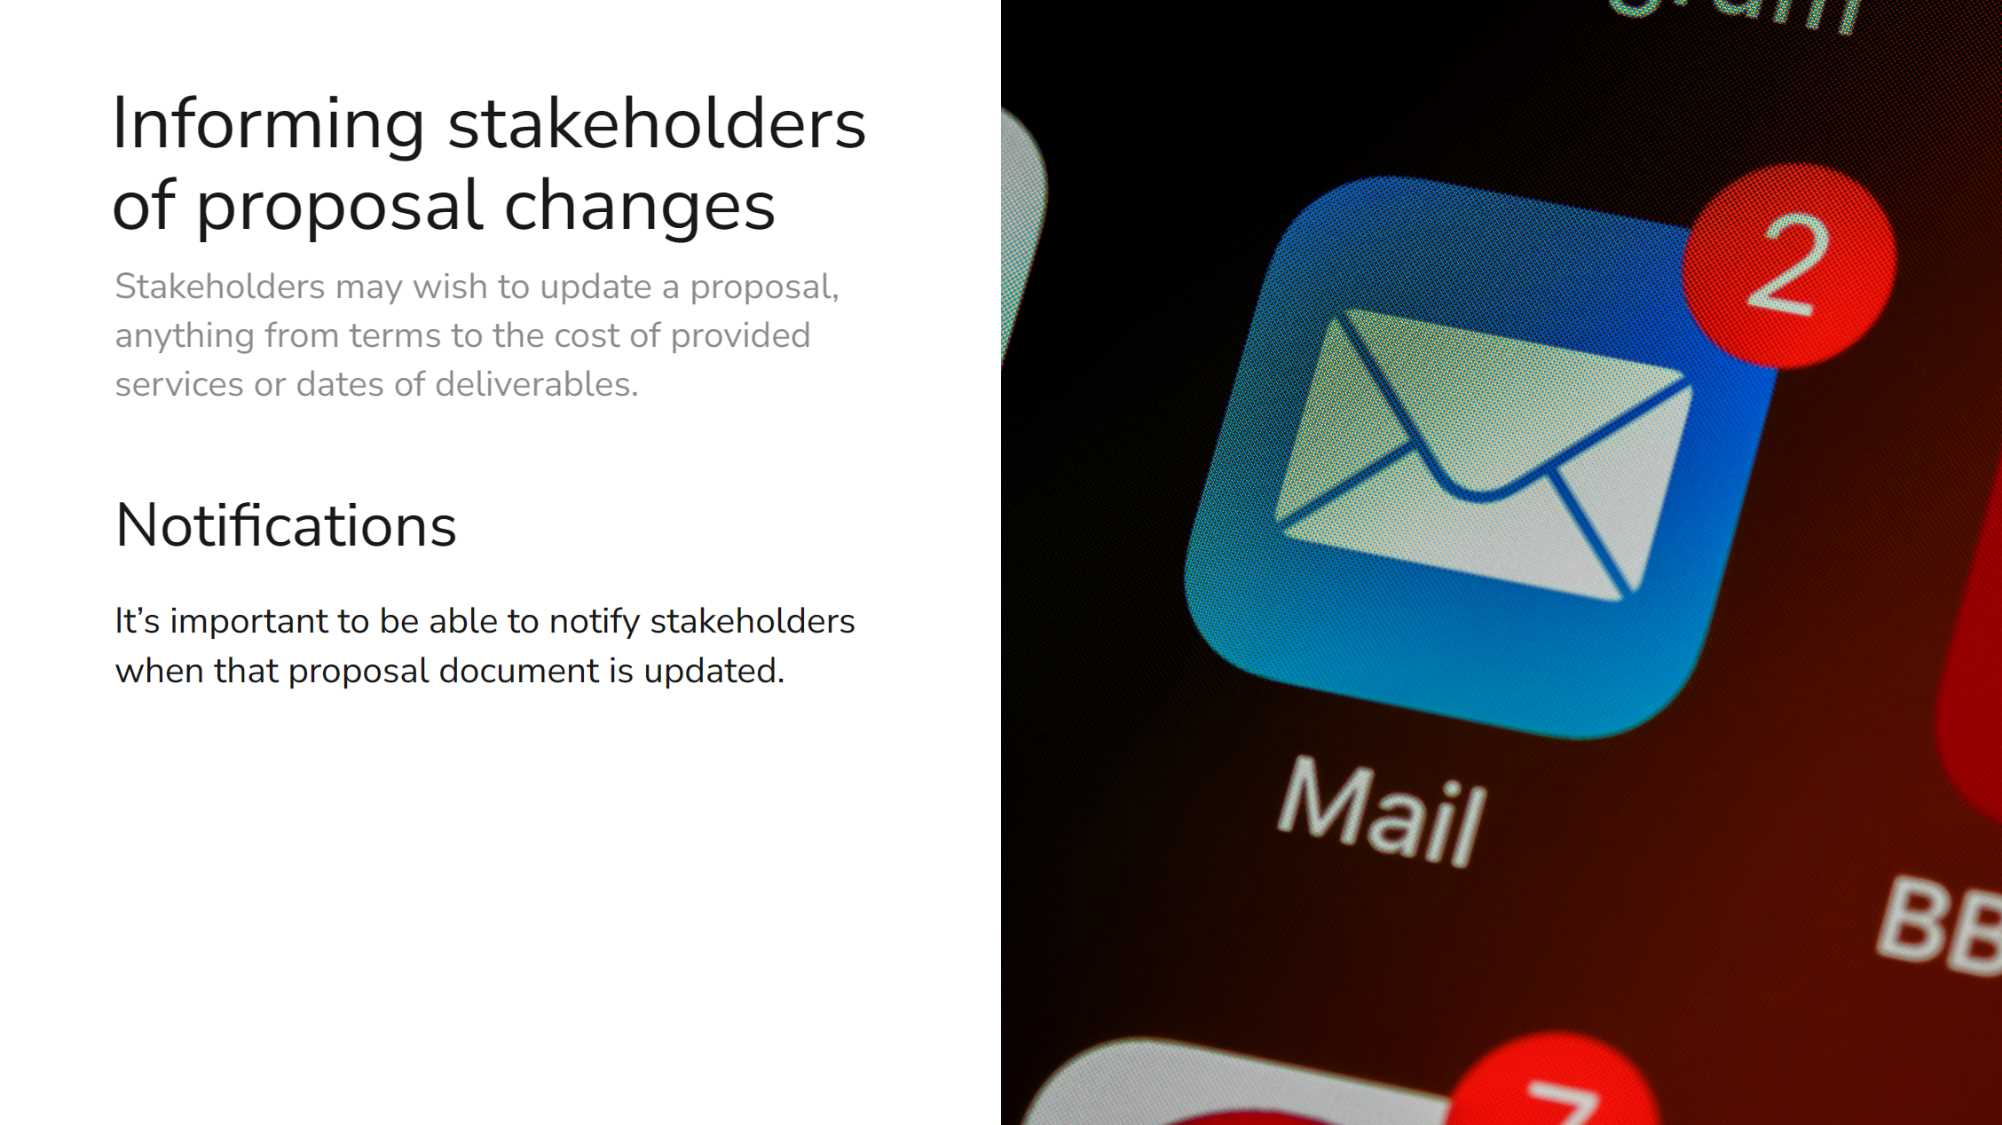 Informing stakeholders
of proposal changes
Stakeholders may wish to update a proposal,
anything from terms to the cost of provided
services or dates of deliverables.
Notifications
It’s important to be able to notify stakeholders
when that proposal document is updated.
2
Mail